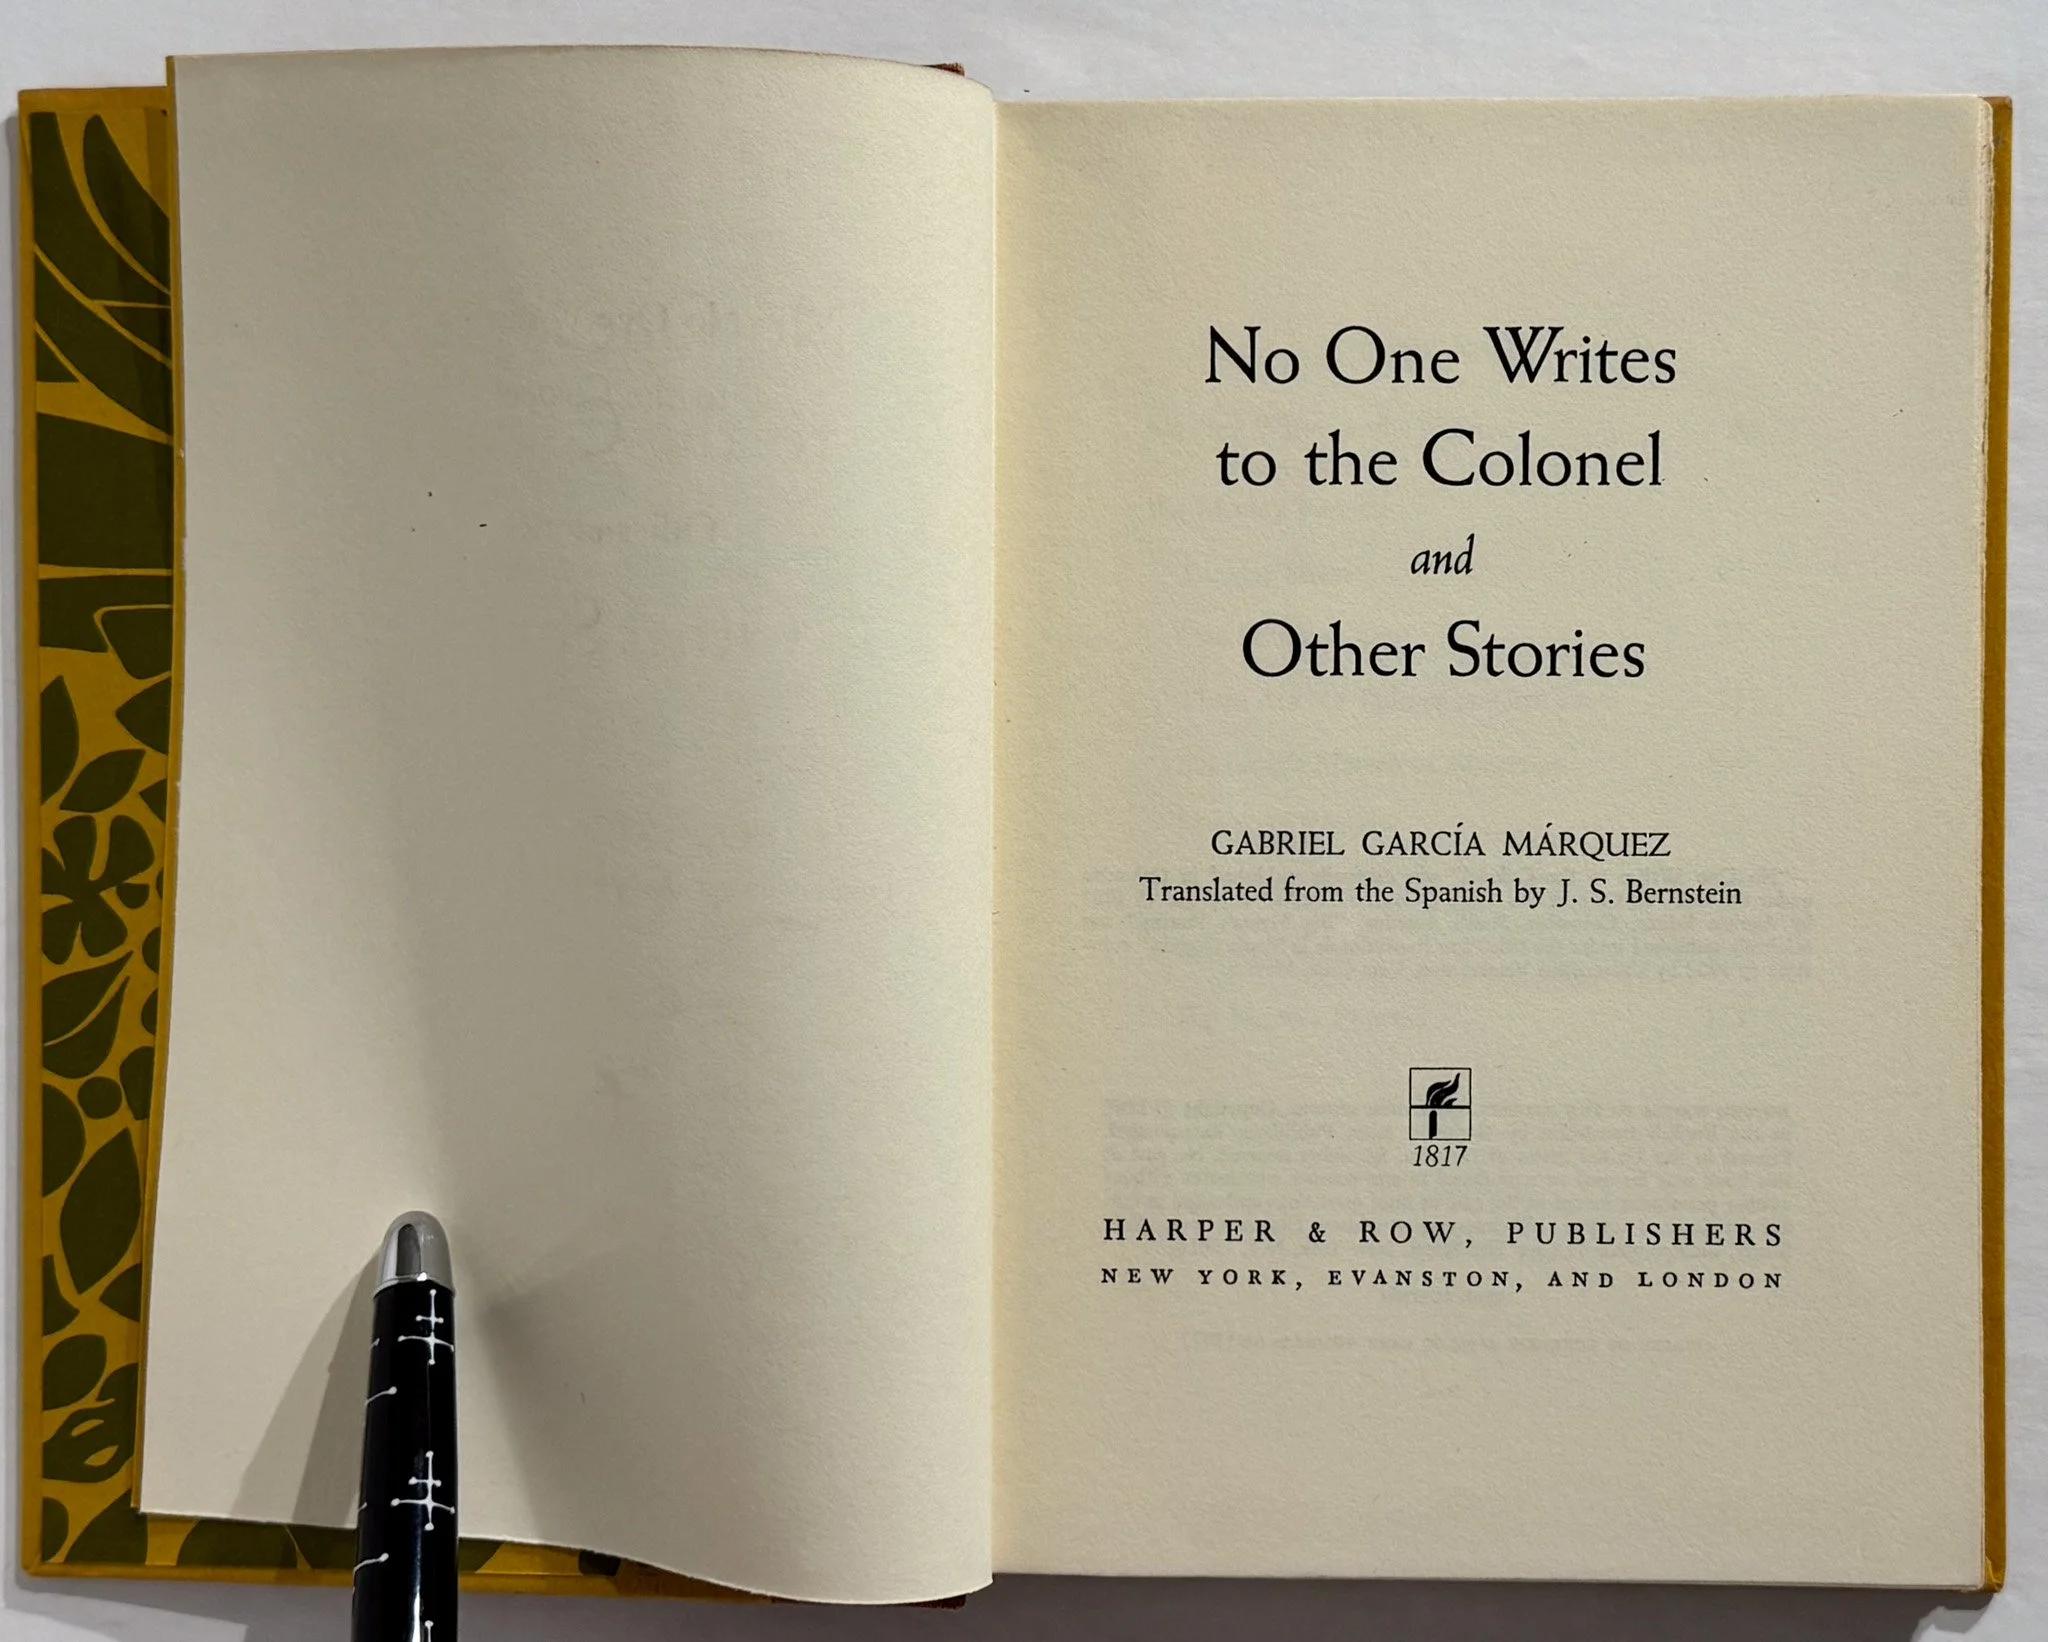 No One Writes
to the Colonel
and
Other Stories
GABRIEL GARCÍA MÁRQUEZ
Translated from the Spanish by J. S. Bernstein
1817
HARPER & ROW, PUBLISHERS
NEW YORK, EVANSTON, AND LONDON